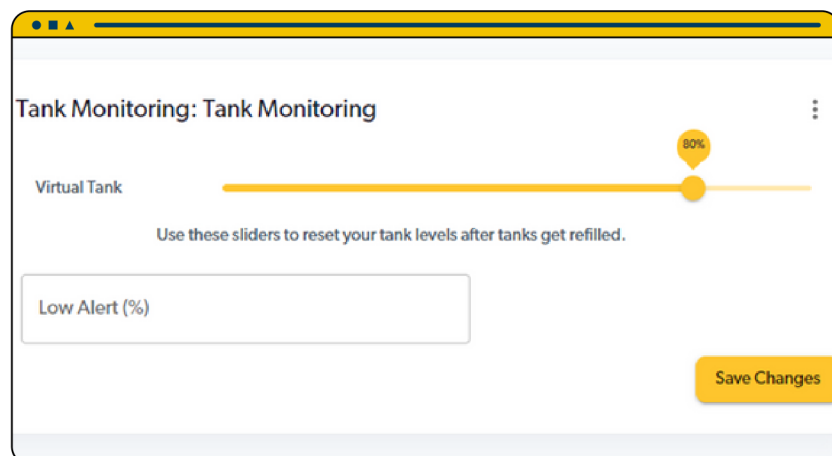 Tank Monitoring: Tank Monitoring
80%
Virtual Tank
Use these sliders to reset your tank levels after tanks get refilled.
Low Alert (%)
Save Changes